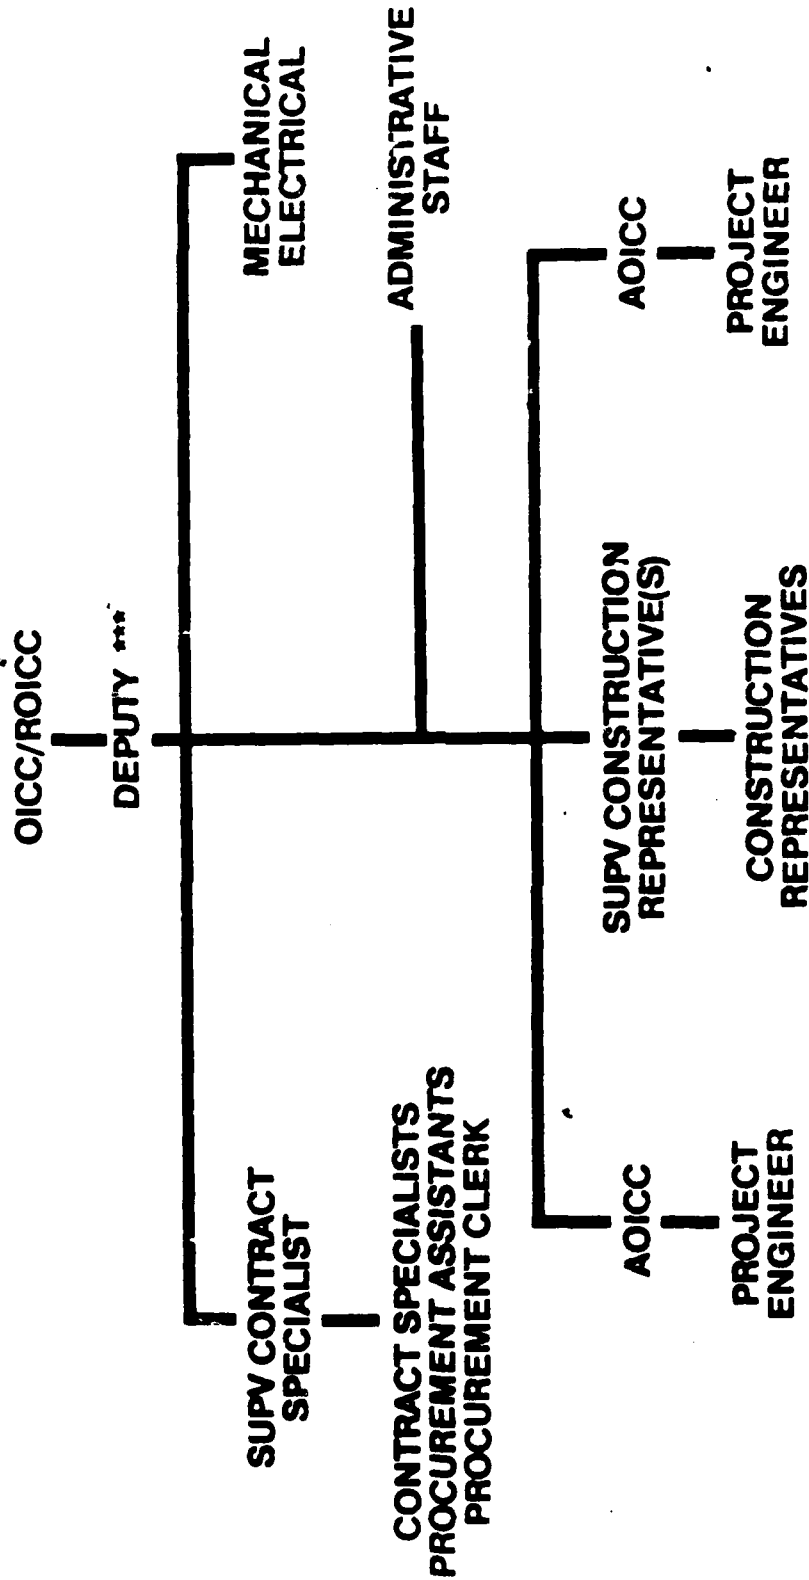 OICC/ROICC
DEPUTY ***
SUPV CONTRACT
SPECIALIST
MECHANICAL
ELECTRICAL
CONTRACT SPECIALISTS
PROCUREMENT ASSISTANTS
PROCUREMENT CLERK
ADMINISTRATIVE
STAFF
AOICC
PROJECT
ENGINEER
SUPV CONSTRUCTION
REPRESENTATIVE(S)
CONSTRUCTION
REPRESENTATIVES
AOICC
PROJECT
ENGINEER